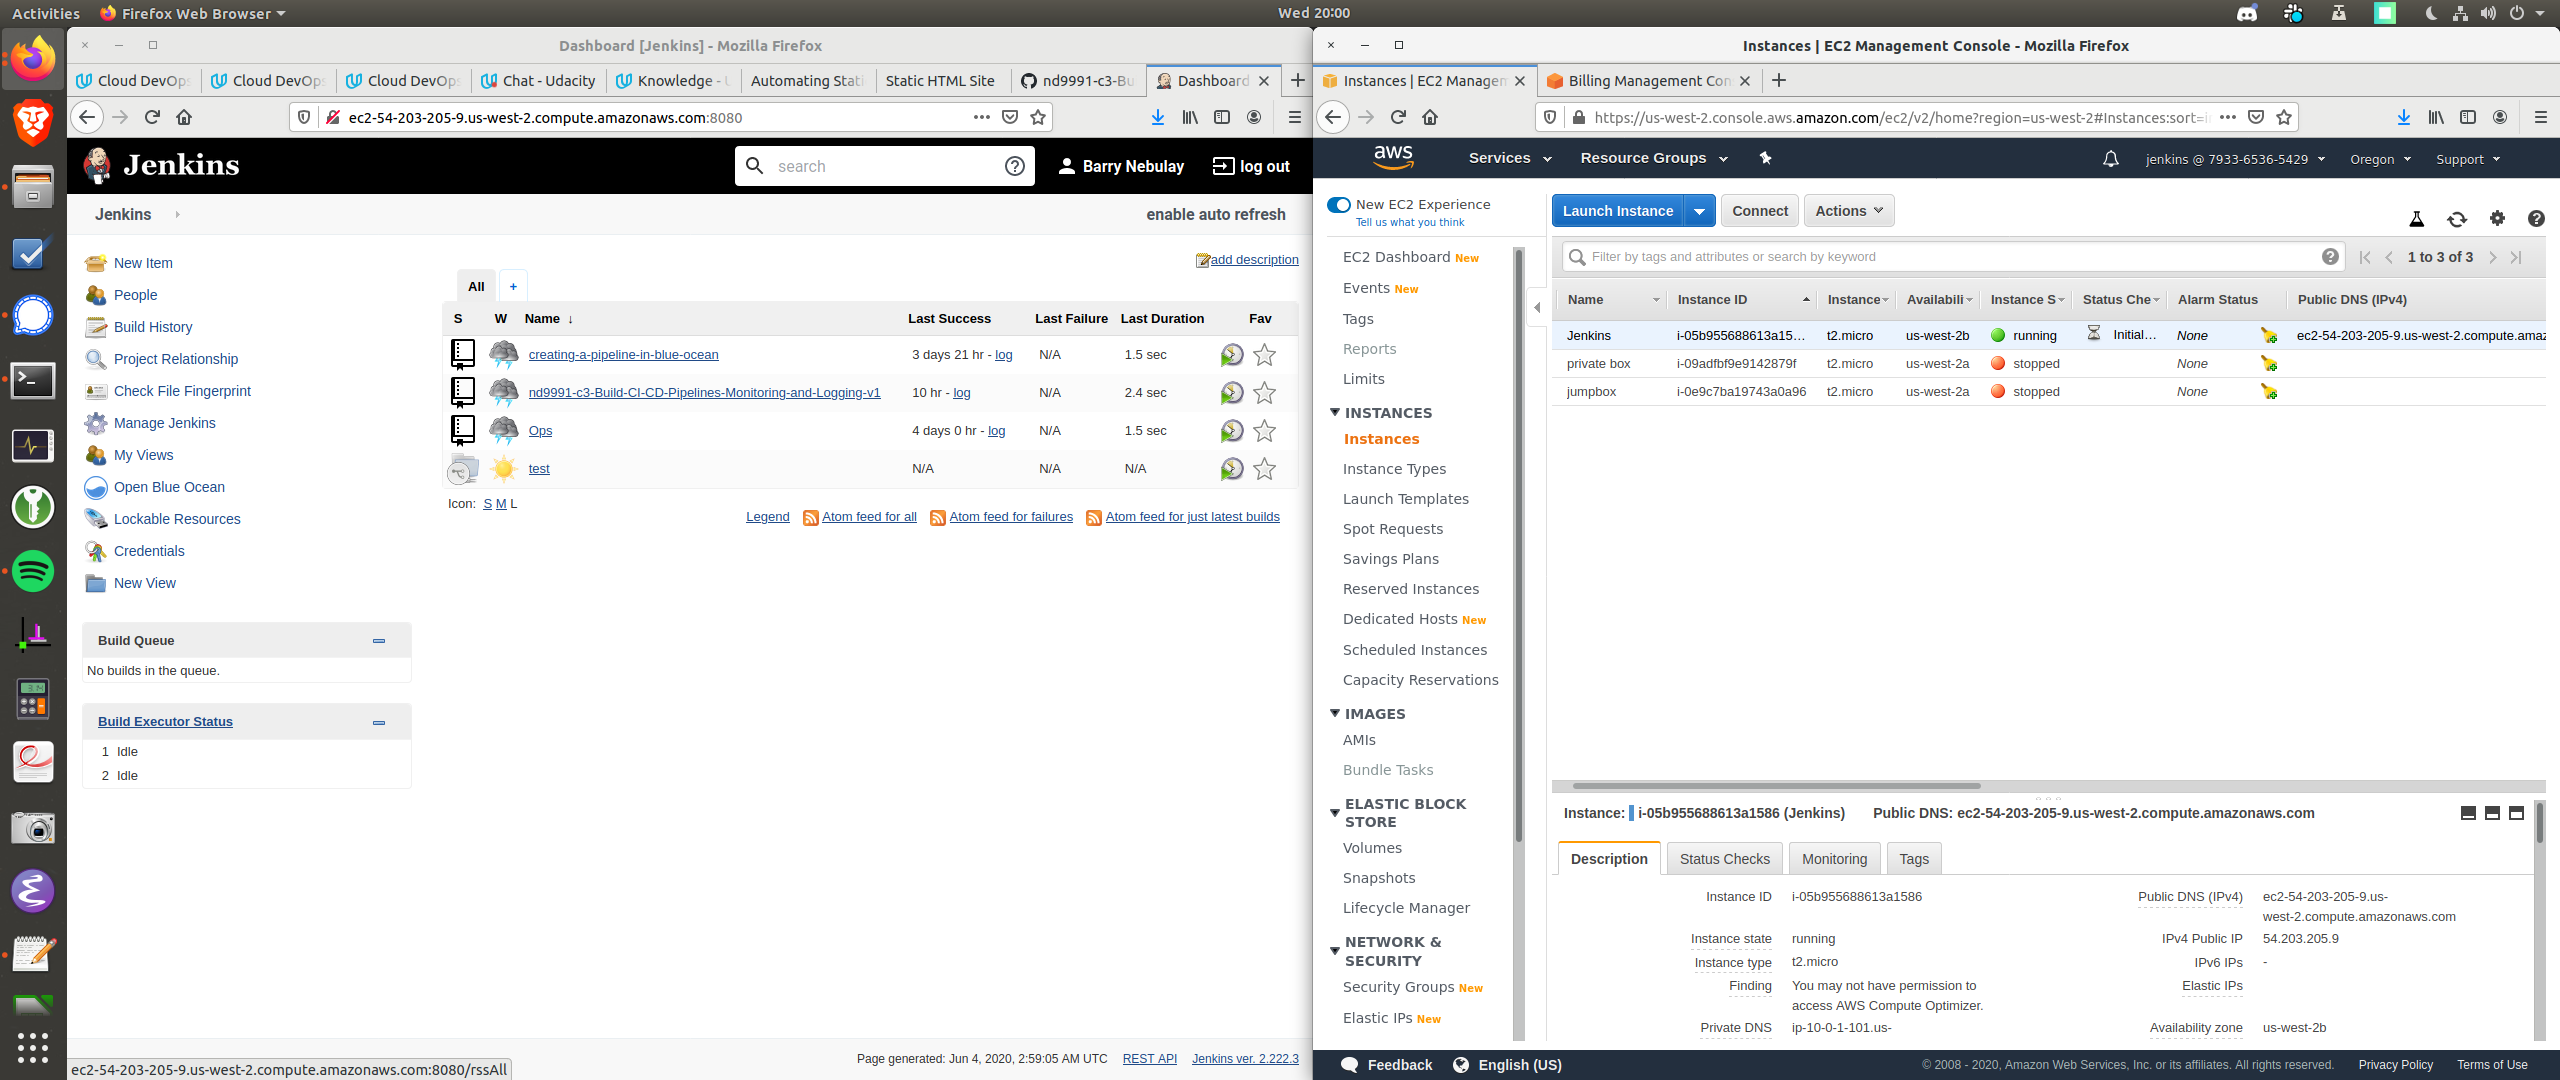 Activities
Firefox Web Browser
Wed 20:00
Dashboard [Jenkins] - Mozilla Firefox
Cloud DevOps
Cloud DevOps
Cloud DevOps
Chat - Udacity
Knowledge - U
Automating Stati
Static HTML Site
nd9991-c3-Bu
Dashboard
ec2-54-203-205-9.us-west-2.compute.amazonaws.com:8080
Jenkins
search
Barry Nebulay
log out
Jenkins
enable auto refresh
New Item
People
Build History
Project Relationship
Check File Fingerprint
Manage Jenkins
My Views
Open Blue Ocean
Lockable Resources
Credentials
New View
Build Queue
No builds in the queue.
Build Executor Status
1 Idle
2 Idle
add description
All +
S W Name ↓ Last Success Last Failure Last Duration Fav
creating-a-pipeline-in-blue-ocean 3 days 21 hr - log N/A 1.5 sec
nd9991-c3-Build-CI-CD-Pipelines-Monitoring-and-Logging-v1 10 hr - log N/A 2.4 sec
Ops 4 days 0 hr - log N/A 1.5 sec
test N/A N/A N/A
Icon: S M L
Legend Atom feed for all Atom feed for failures Atom feed for just latest builds
Page generated: Jun 4, 2020, 2:59:05 AM UTC REST API Jenkins ver. 2.222.3
ec2-54-203-205-9.us-west-2.compute.amazonaws.com:8080/rssAll
Instances | EC2 Management Console - Mozilla Firefox
Instances | EC2 Managem
Billing Management Con
https://us-west-2.console.aws.amazon.com/ec2/v2/home?region=us-west-2#Instances:sort=i
aws
Services
Resource Groups
jenkins @ 7933-6536-5429
Oregon
Support
New EC2 Experience
Tell us what you think
EC2 Dashboard New
Events New
Tags
Reports
Limits
INSTANCES
Instances
Instance Types
Launch Templates
Spot Requests
Savings Plans
Reserved Instances
Dedicated Hosts New
Scheduled Instances
Capacity Reservations
IMAGES
AMIs
Bundle Tasks
ELASTIC BLOCK
STORE
Volumes
Snapshots
Lifecycle Manager
NETWORK &
SECURITY
Security Groups New
Elastic IPs New
Launch Instance
Connect
Actions
Filter by tags and attributes or search by keyword
1 to 3 of 3
Name Instance ID Instance Availabili Instance S Status Che Alarm Status Public DNS (IPv4)
Jenkins i-05b955688613a15... t2.micro us-west-2b running Initial... None ec2-54-203-205-9.us-west-2.compute.amaz
private box i-09adfbf9e9142879f t2.micro us-west-2a stopped None
jumpbox i-0e9c7ba19743a0a96 t2.micro us-west-2a stopped None
Instance: i-05b955688613a1586 (Jenkins) Public DNS: ec2-54-203-205-9.us-west-2.compute.amazonaws.com
Description Status Checks Monitoring Tags
Instance ID i-05b955688613a1586
Instance state running
Instance type t2.micro
Finding You may not have permission to
access AWS Compute Optimizer.
Private DNS ip-10-0-1-101.us-
Public DNS (IPv4) ec2-54-203-205-9.us-
west-2.compute.amazonaws.com
IPv4 Public IP 54.203.205.9
IPv6 IPs -
Elastic IPs
Availability zone us-west-2b
Feedback
English (US)
© 2008 - 2020, Amazon Web Services, Inc. or its affiliates. All rights reserved.
Privacy Policy
Terms of Use